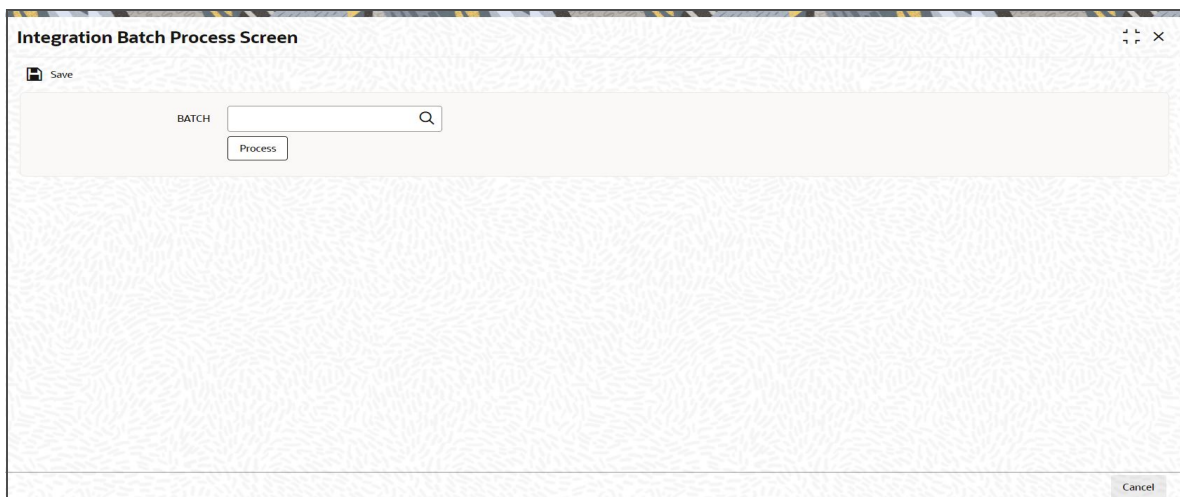 Integration Batch Process Screen
Save
BATCH
Process
Cancel